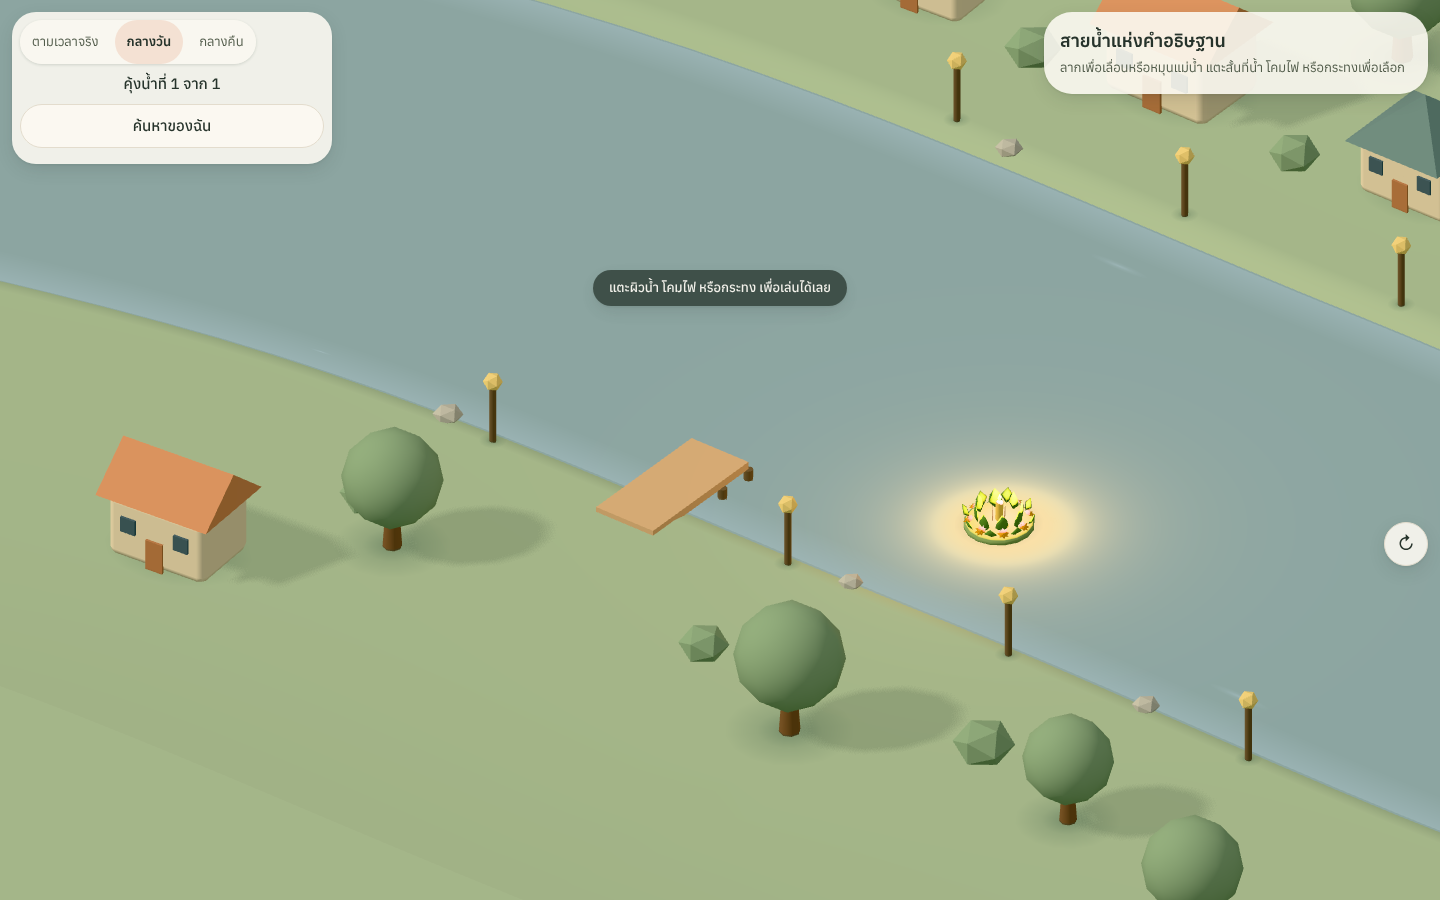 ตามเวลาจริง กลางวัน กลางคืน
คุ้งน้ำที่ 1 จาก 1
ค้นหาของฉัน
สายน้ำแห่งคำอธิษฐาน
ลากเพื่อเลื่อนหรือหมุนแม่น้ำ แตะสั้นที่น้ำ โคมไฟ หรือกระทงเพื่อเลือก
แตะผิวน้ำ โคมไฟ หรือกระทง เพื่อเล่นได้เลย